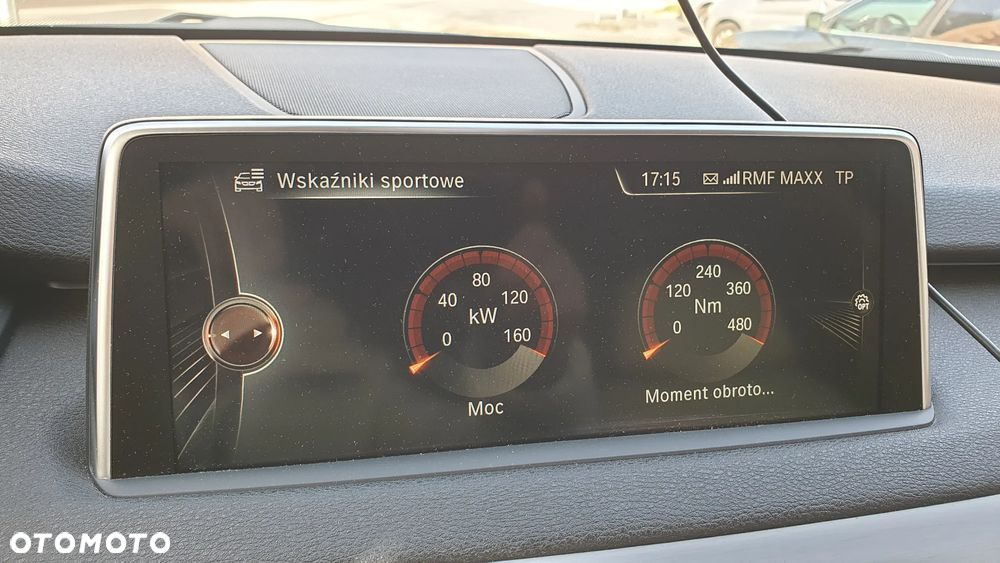 Wskaźniki sportowe
17:15 RMF MAXX TP
0 40 80 120 160
kW
Moc
0 120 240 360 480
Nm
Moment obroto...
OPT
OTOMOTO